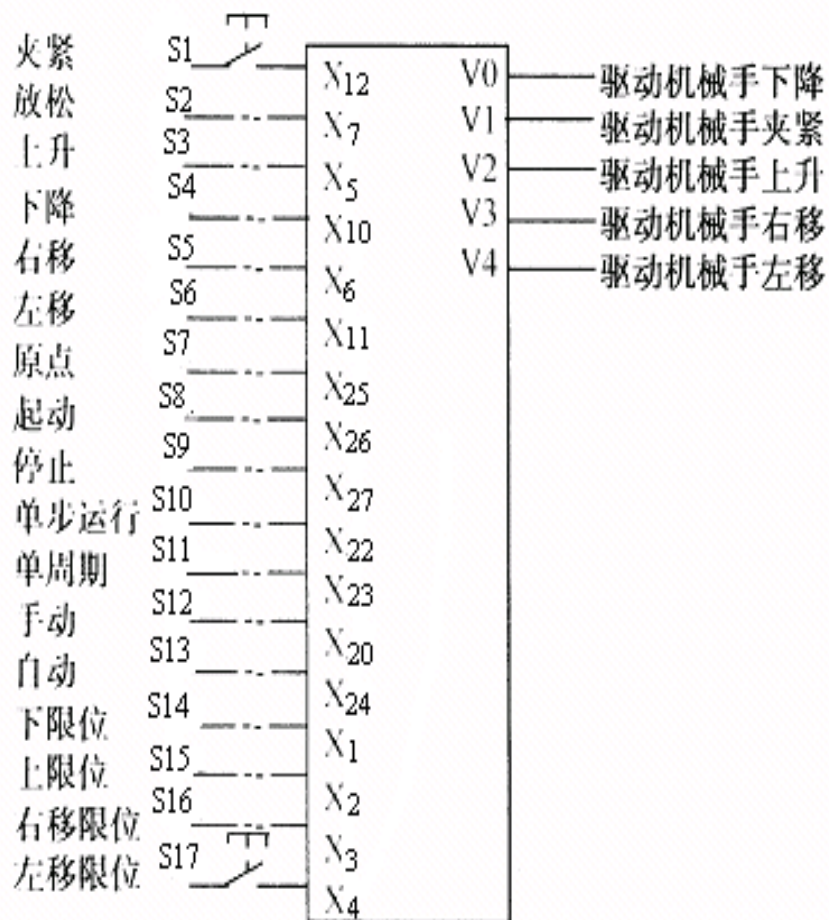 夹紧 S1 X12 V0 驱动机械手下降
放松 S2 X7 V1 驱动机械手夹紧
上升 S3 X5 V2 驱动机械手上升
下降 S4 X10 V3 驱动机械手右移
右移 S5 X6 V4 驱动机械手左移
左移 S6 X11
原点 S7 X25
起动 S8 X26
停止 S9 X27
单步运行 S10 X22
单周期 S11 X23
手动 S12 X20
自动 S13 X24
下限位 S14 X1
上限位 S15 X2
右移限位 S16 X3
左移限位 S17 X4